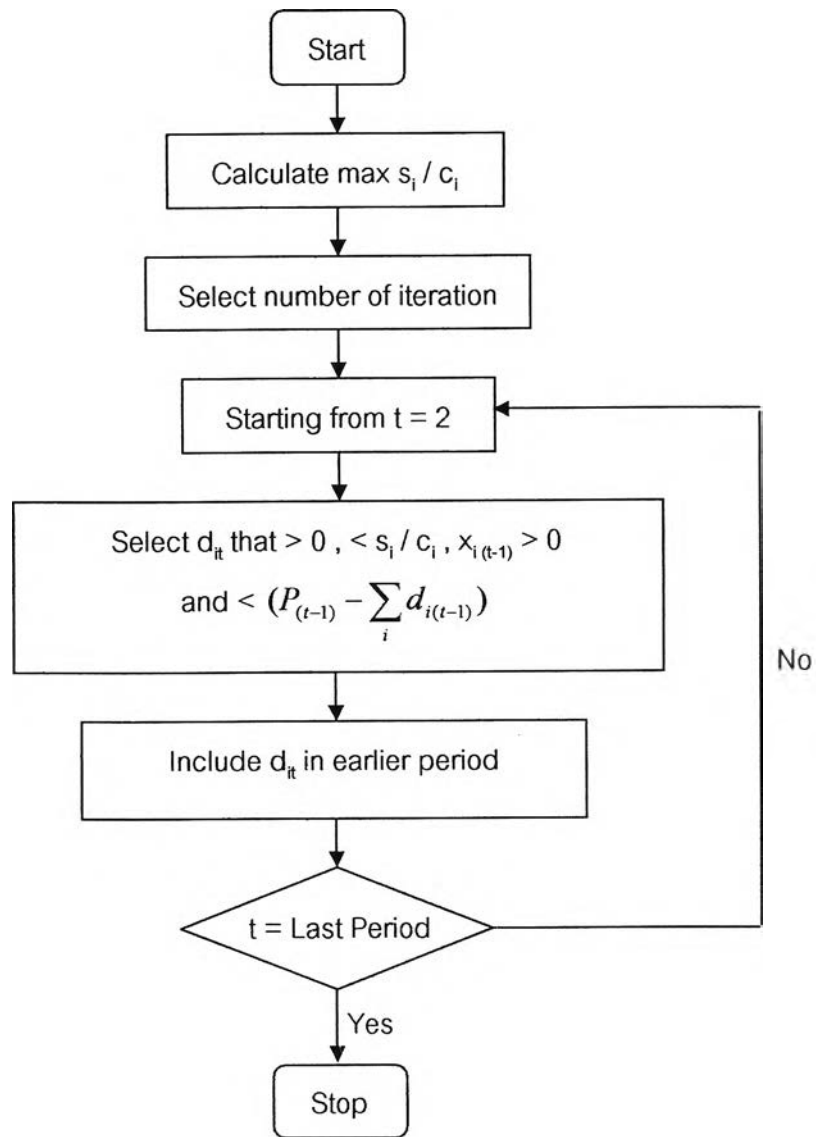 Start
Calculate max s_i / c_i
Select number of iteration
Starting from t = 2
Select d_it that > 0 , < s_i / c_i , x_i (t-1) > 0
and < (P_(t−1) − ∑_i d_i(t−1))
No
Include d_it in earlier period
t = Last Period
Yes
Stop